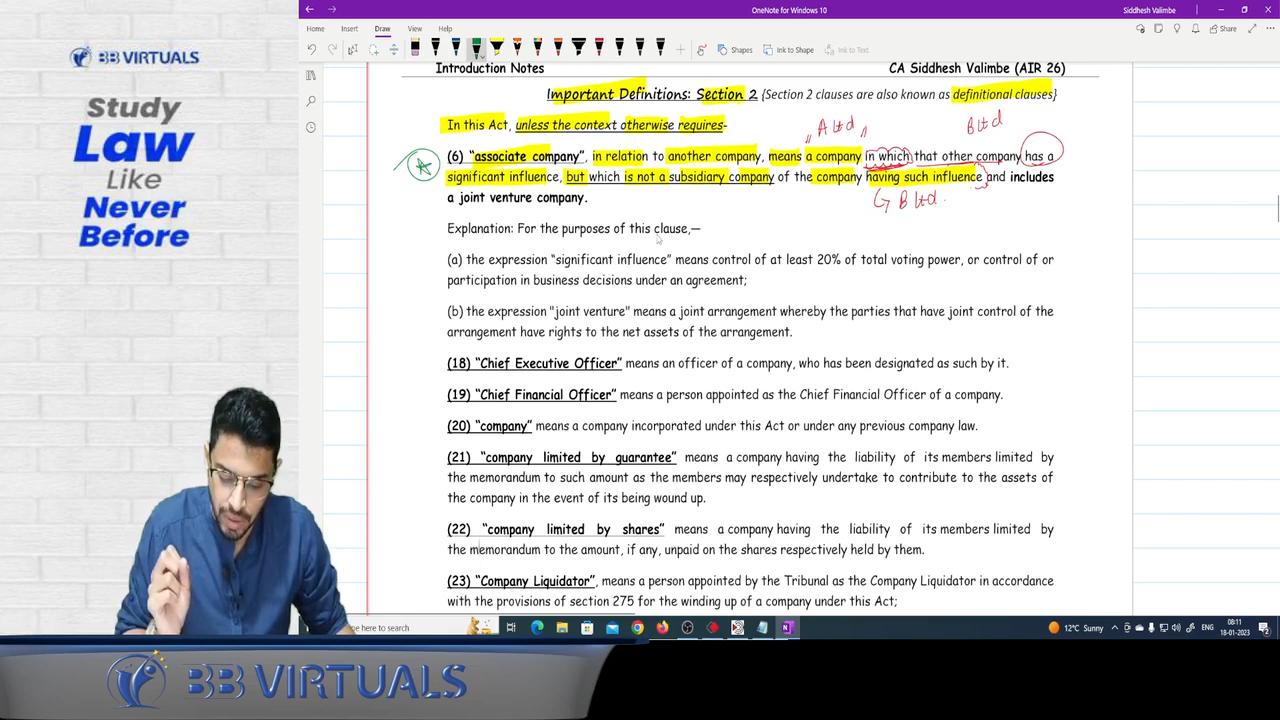 OneNote for Windows 10
Siddhesh Valimbe
Home Insert Draw View Help
Share
Shapes Ink to Shape Ink to Text
BB VIRTUALS
Study
Law
Like
Never
Before
Introduction Notes CA Siddhesh Valimbe (AIR 26)
Important Definitions: Section 2 {Section 2 clauses are also known as definitional clauses}
In this Act, unless the context otherwise requires-
"A Ltd" B Ltd
(6) "associate company", in relation to another company, means a company in which that other company has a
significant influence, but which is not a subsidiary company of the company having such influence and includes
a joint venture company.
B Ltd.
Explanation: For the purposes of this clause,—
(a) the expression "significant influence" means control of at least 20% of total voting power, or control of or
participation in business decisions under an agreement;
(b) the expression "joint venture" means a joint arrangement whereby the parties that have joint control of the
arrangement have rights to the net assets of the arrangement.
(18) "Chief Executive Officer" means an officer of a company, who has been designated as such by it.
(19) "Chief Financial Officer" means a person appointed as the Chief Financial Officer of a company.
(20) "company" means a company incorporated under this Act or under any previous company law.
(21) "company limited by guarantee" means a company having the liability of its members limited by
the memorandum to such amount as the members may respectively undertake to contribute to the assets of
the company in the event of its being wound up.
(22) "company limited by shares" means a company having the liability of its members limited by
the memorandum to the amount, if any, unpaid on the shares respectively held by them.
(23) "Company Liquidator", means a person appointed by the Tribunal as the Company Liquidator in accordance
with the provisions of section 275 for the winding up of a company under this Act;
here to search
12°C Sunny ENG 08:11
18-01-2023
BB VIRTUALS